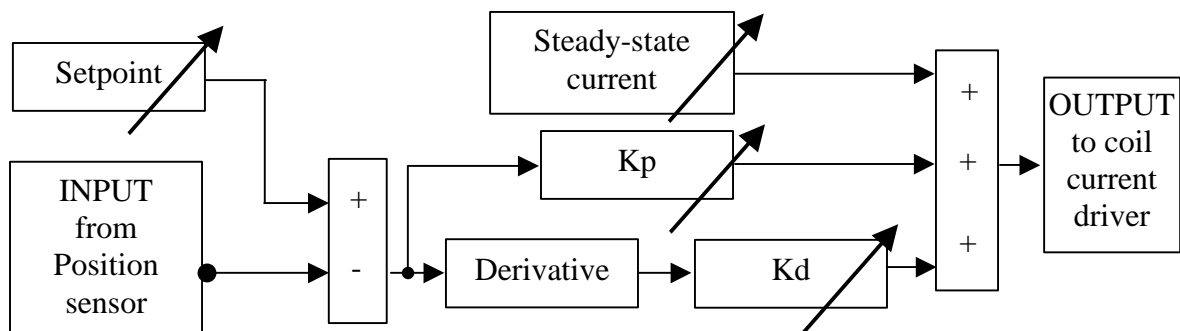 Setpoint
Steady-state
current
INPUT
from
Position
sensor
+
-
Kp
Derivative
Kd
+
+
+
OUTPUT
to coil
current
driver